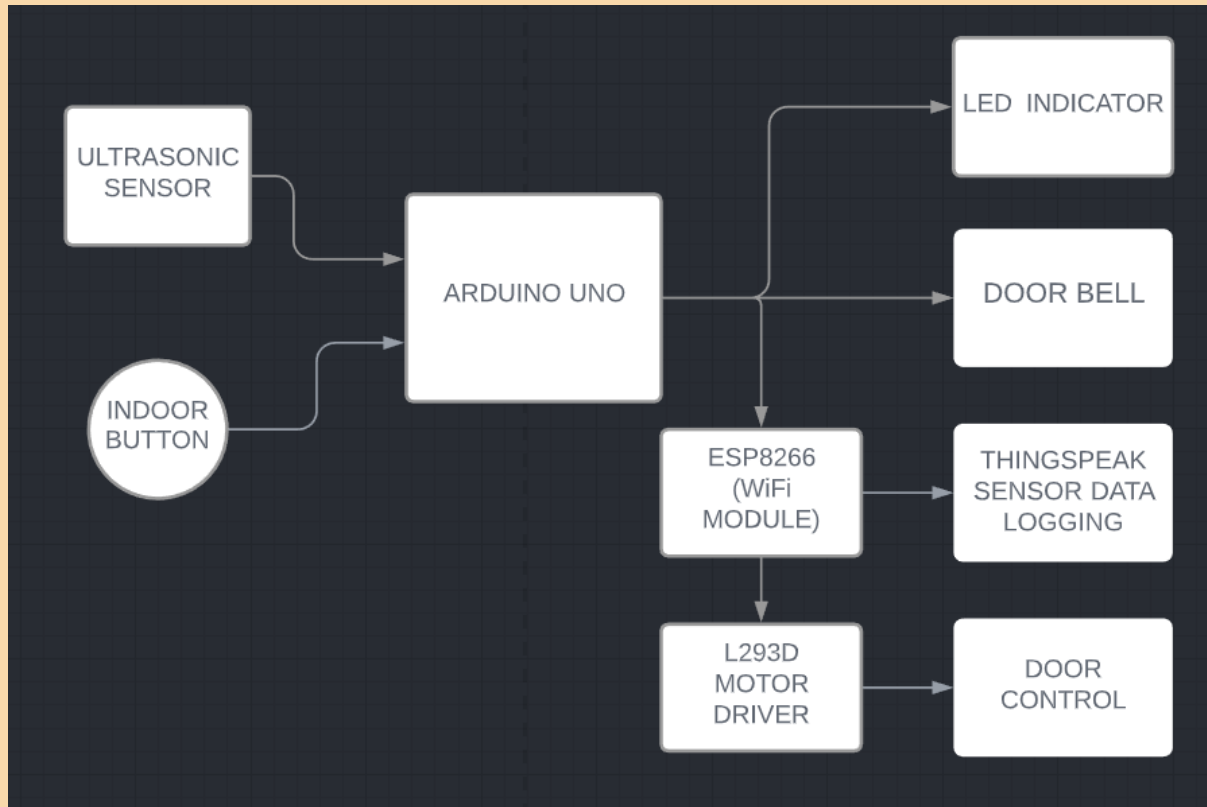 ULTRASONIC
SENSOR
INDOOR
BUTTON
ARDUINO UNO
LED INDICATOR
DOOR BELL
ESP8266
(WiFi
MODULE)
THINGSPEAK
SENSOR DATA
LOGGING
L293D
MOTOR
DRIVER
DOOR
CONTROL